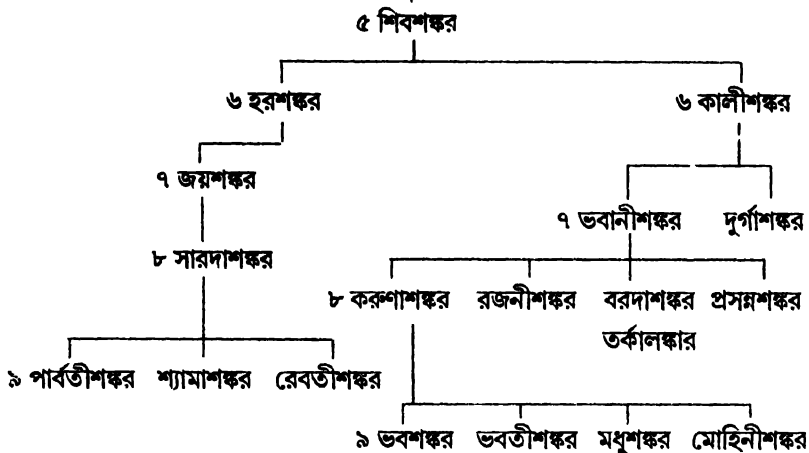 ৫ শিবশঙ্কর
৬ হরশঙ্কর ৬ কালীশঙ্কর
৭ জয়শঙ্কর
৭ ভবানীশঙ্কর দুর্গাশঙ্কর
৮ সারদাশঙ্কর
৮ করুণাশঙ্কর রজনীশঙ্কর বরদাশঙ্কর প্রসন্নশঙ্কর
তর্কালঙ্কার
৯ পার্বতীশঙ্কর শ্যামাশঙ্কর রেবতীশঙ্কর
৯ ভবশঙ্কর ভবতীশঙ্কর মধুশঙ্কর মোহিনীশঙ্কর